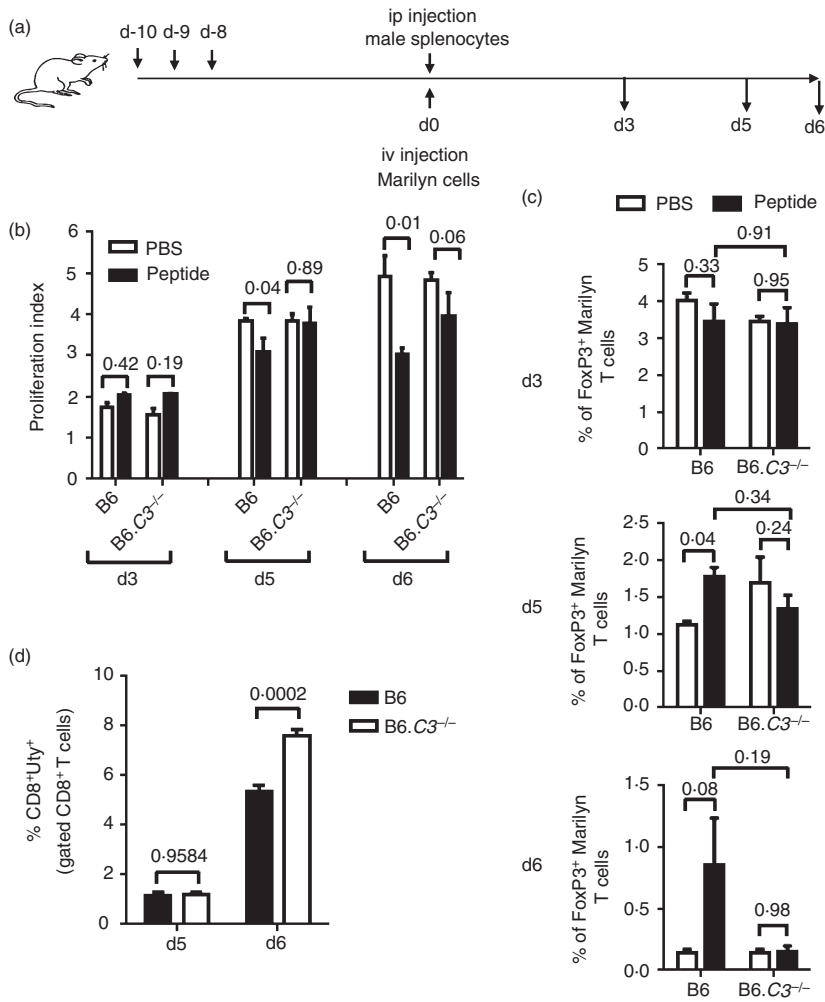 (a)
d-10 d-9 d-8
ip injection
male splenocytes
d0
d3
d5
d6
iv injection
Marilyn cells
(b)
Proliferation index
6
5
4
3
2
1
0
PBS
Peptide
0·42
0·19
0·04
0·89
0·01
0·06
B6
B6.C3–/–
B6
B6.C3–/–
B6
B6.C3–/–
d3
d5
d6
(c)
PBS
Peptide
d3
% of FoxP3+ Marilyn
T cells
5
4
3
2
1
0
0·91
0·33
0·95
B6
B6.C3–/–
d5
% of FoxP3+ Marilyn
T cells
2·5
2·0
1·5
1·0
0·5
0·0
0·34
0·04
0·24
B6
B6.C3–/–
d6
% of FoxP3+ Marilyn
T cells
1·5
1·0
0·5
0·0
0·19
0·08
0·98
B6
B6.C3–/–
(d)
% CD8+Uty+
(gated CD8+ T cells)
10
8
6
4
2
0
0·9584
0·0002
d5
d6
B6
B6.C3–/–